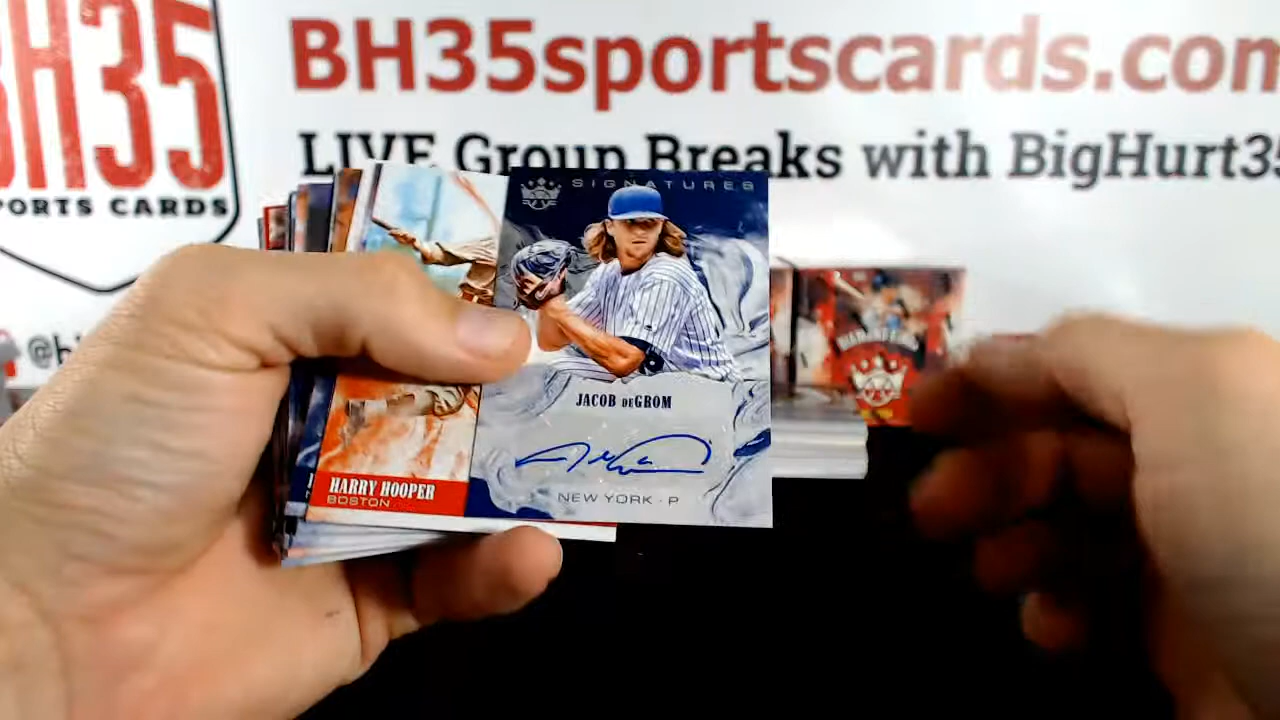 BH35
PORTS CARDS
BH35sportscards.com
LIVE Group Breaks with BigHurt35
SIGNATURES
JACOB deGROM
NEW YORK - P
HARRY HOOPER
BOSTON